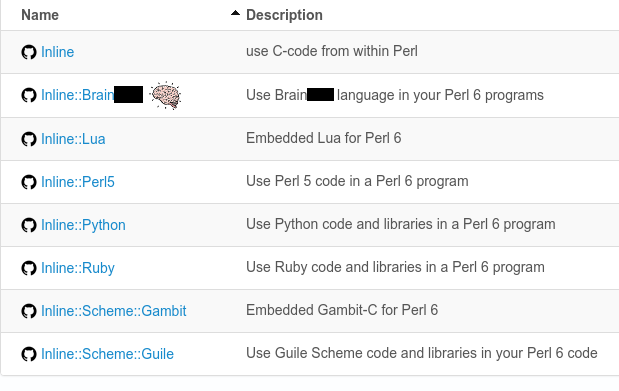 Name Description
Inline use C-code from within Perl
Inline::Brain Use Brain language in your Perl 6 programs
Inline::Lua Embedded Lua for Perl 6
Inline::Perl5 Use Perl 5 code in a Perl 6 program
Inline::Python Use Python code and libraries in a Perl 6 program
Inline::Ruby Use Ruby code and libraries in a Perl 6 program
Inline::Scheme::Gambit Embedded Gambit-C for Perl 6
Inline::Scheme::Guile Use Guile Scheme code and libraries in your Perl 6 code